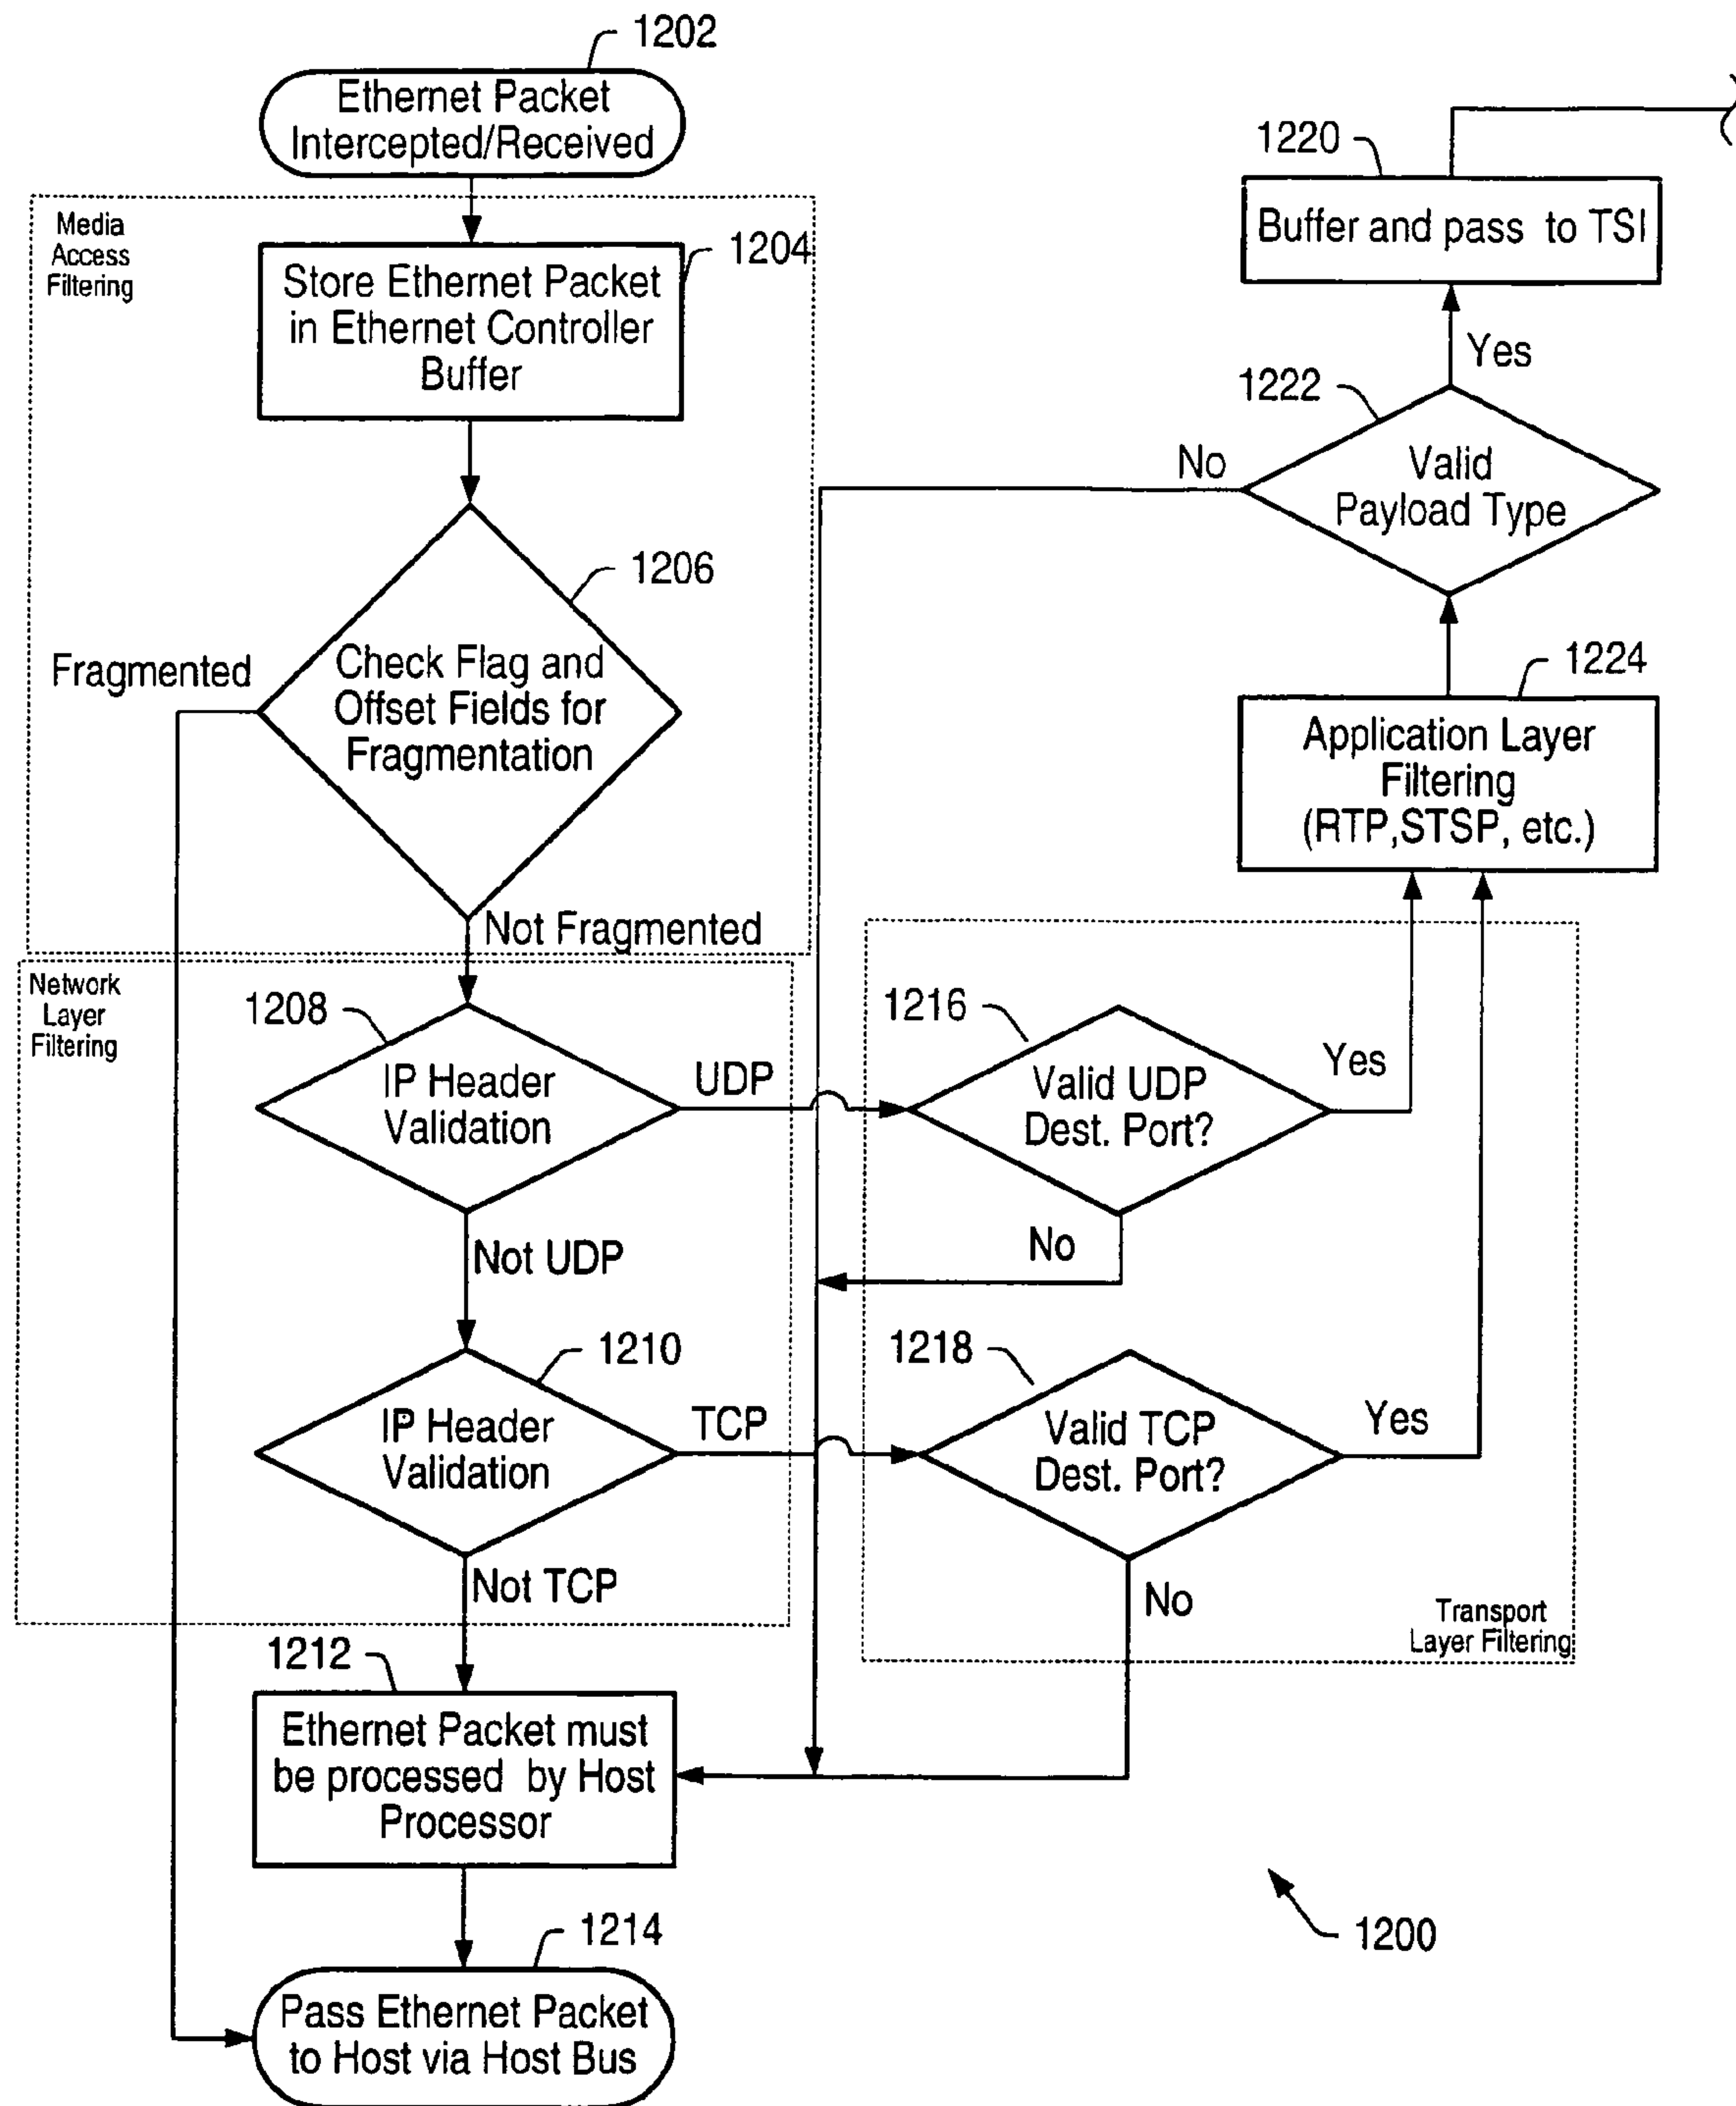 1202
Ethernet Packet
Intercepted/Received
Media
Access
Filtering
1204
Store Ethernet Packet
in Ethernet Controller
Buffer
1206
Fragmented
Check Flag and
Offset Fields for
Fragmentation
Not Fragmented
Network
Layer
Filtering
1208
IP Header
Validation
UDP
Not UDP
1210
IP Header
Validation
TCP
Not TCP
1212
Ethernet Packet must
be processed by Host
Processor
1214
Pass Ethernet Packet
to Host via Host Bus
1220
Buffer and pass to TSI
Yes
1222
No
Valid
Payload Type
1224
Application Layer
Filtering
(RTP,STSP, etc.)
1216
Valid UDP
Dest. Port?
Yes
No
1218
Valid TCP
Dest. Port?
Yes
No
Transport
Layer Filtering
1200